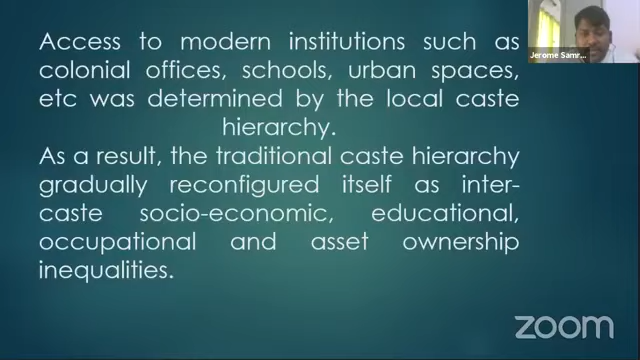 Access to modern institutions such as
colonial offices, schools, urban spaces,
etc was determined by the local caste
hierarchy.
As a result, the traditional caste hierarchy
gradually reconfigured itself as inter-
caste socio-economic, educational,
occupational and asset ownership
inequalities.
Jerome Samr...
zoom